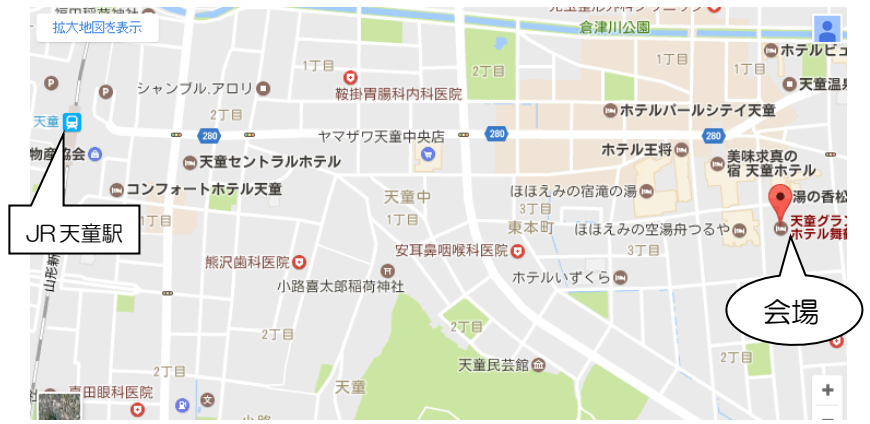 拡大地図を表示
倉津川公園
ホテルビュ
1丁目
1丁目
1丁目
2丁目
鞍掛胃腸科内科医院
シャンブル.アロリ
天童温泉
2丁目
ホテルパールシティ天童
天童
280
ヤマザワ天童中央店
280
280
物産協会
天童セントラルホテル
ホテル王将
美味求真の
宿 天童ホテル
コンフォートホテル天童
天童中
1丁目
ほほえみの宿滝の湯
3丁目
東本町
湯の香松
天童グラン
ホテル舞鶴
ほほえみの空湯舟つるや
JR天童駅
1丁目
安耳鼻咽喉科医院
3丁目
熊沢歯科医院
小路喜太郎稲荷神社
ホテルいずくら
会場
2丁目
2丁目
2丁目
天童民芸館
2丁目
天童
喜田眼科医院